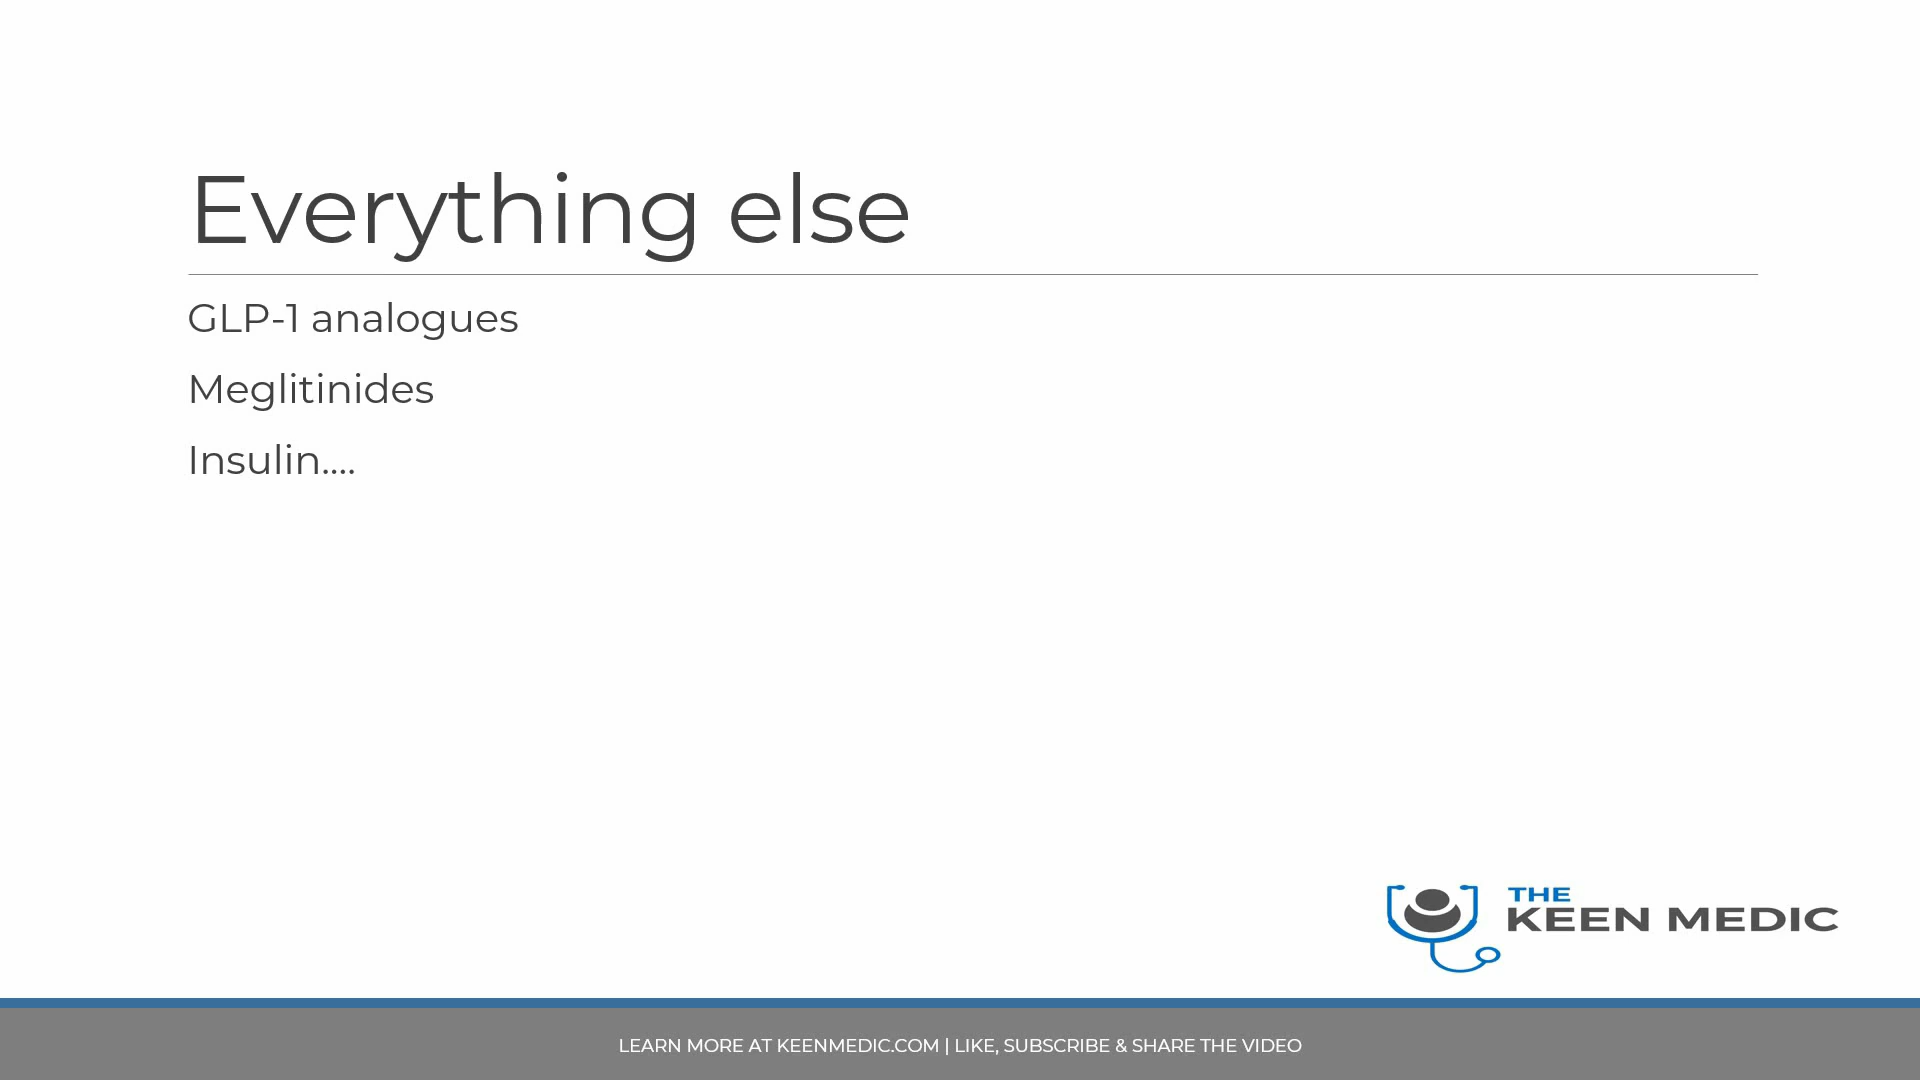 Everything else
GLP-1 analogues
Meglitinides
Insulin....
THE
KEEN MEDIC
LEARN MORE AT KEENMEDIC.COM | LIKE, SUBSCRIBE & SHARE THE VIDEO